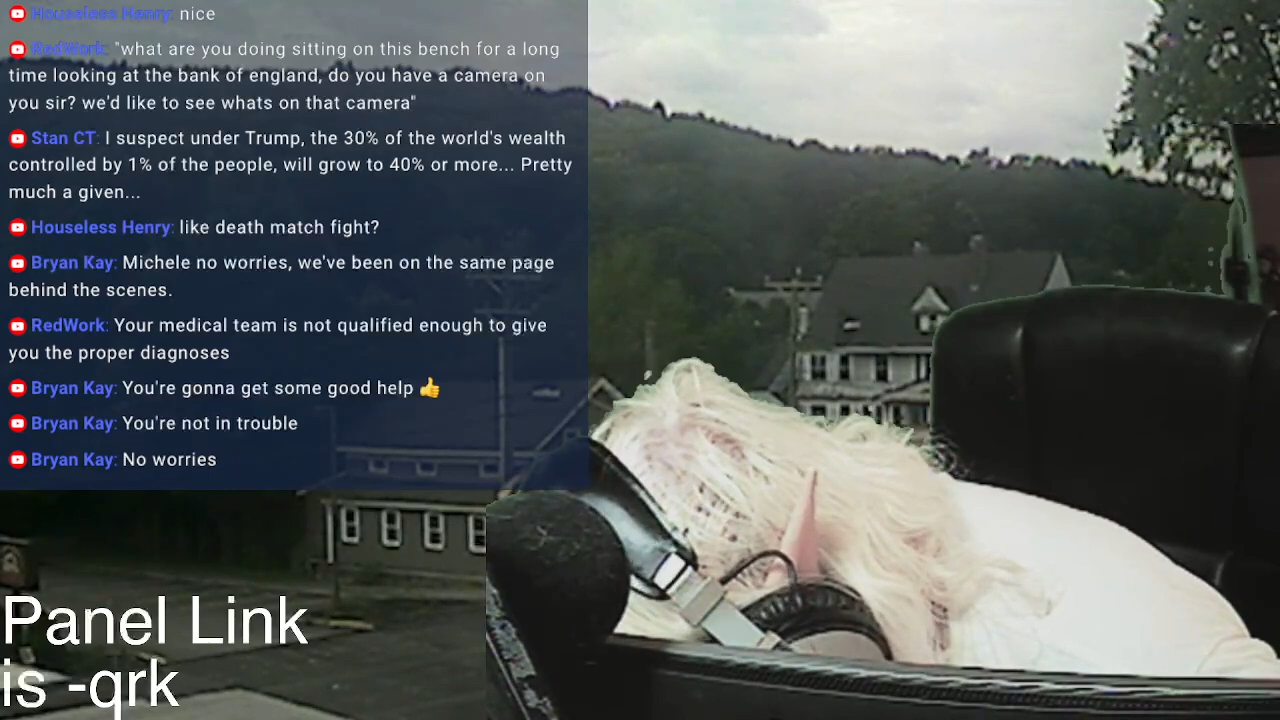 Houseless Henry: nice
RedWork: "what are you doing sitting on this bench for a long
time looking at the bank of england, do you have a camera on
you sir? we'd like to see whats on that camera"
Stan CT: I suspect under Trump, the 30% of the world's wealth
controlled by 1% of the people, will grow to 40% or more... Pretty
much a given...
Houseless Henry: like death match fight?
Bryan Kay: Michele no worries, we've been on the same page
behind the scenes.
RedWork: Your medical team is not qualified enough to give
you the proper diagnoses
Bryan Kay: You're gonna get some good help 👍
Bryan Kay: You're not in trouble
Bryan Kay: No worries
Panel Link
is -qrk